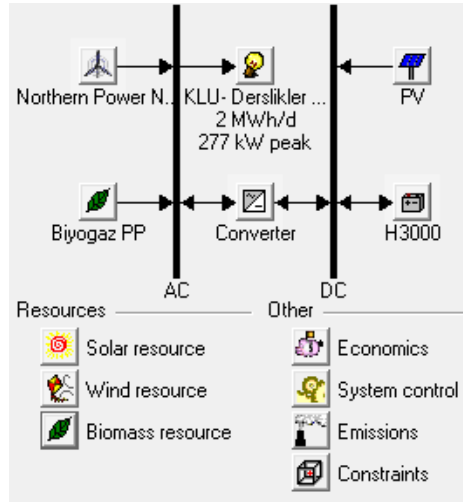 Northern Power N... KLU- Derslikler ... PV
2 MWh/d
277 kW peak
Biyogaz PP Converter H3000
AC DC
Resources Other
Solar resource Economics
Wind resource System control
Biomass resource Emissions
Constraints